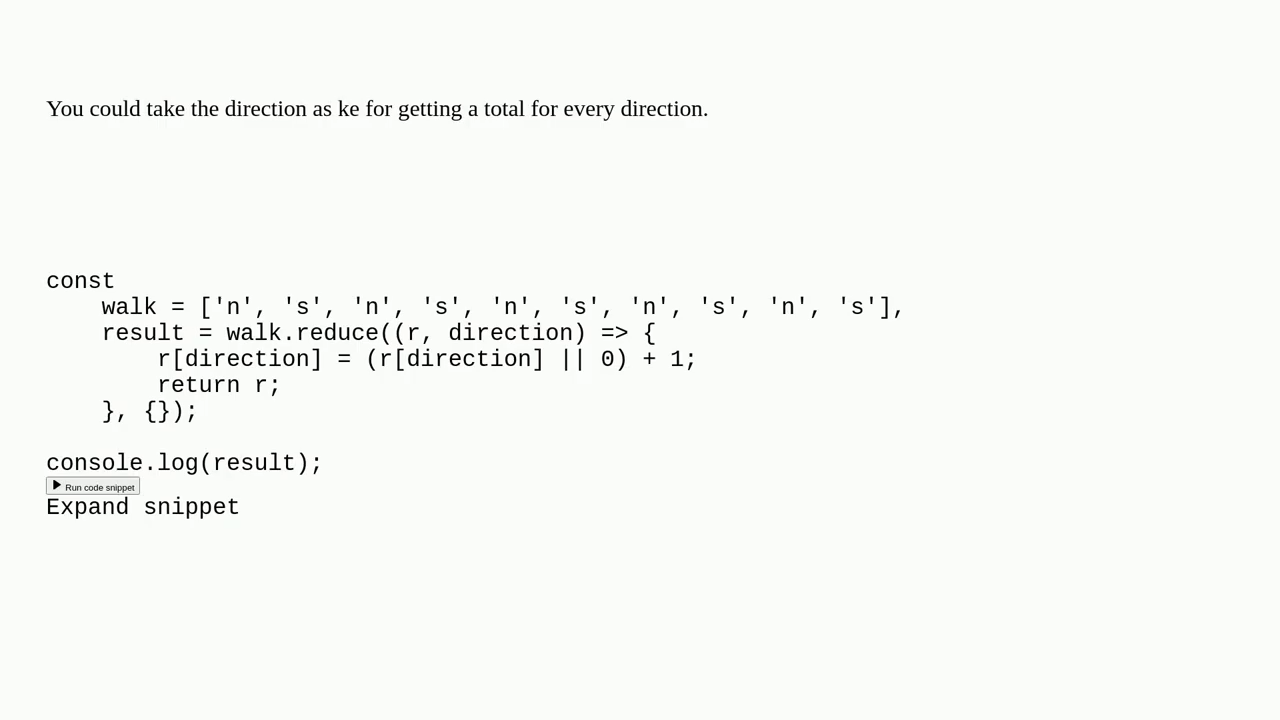 You could take the direction as ke for getting a total for every direction.
const
    walk = ['n', 's', 'n', 's', 'n', 's', 'n', 's', 'n', 's'],
    result = walk.reduce((r, direction) => {
        r[direction] = (r[direction] || 0) + 1;
        return r;
    }, {});
console.log(result);
Run code snippet
Expand snippet